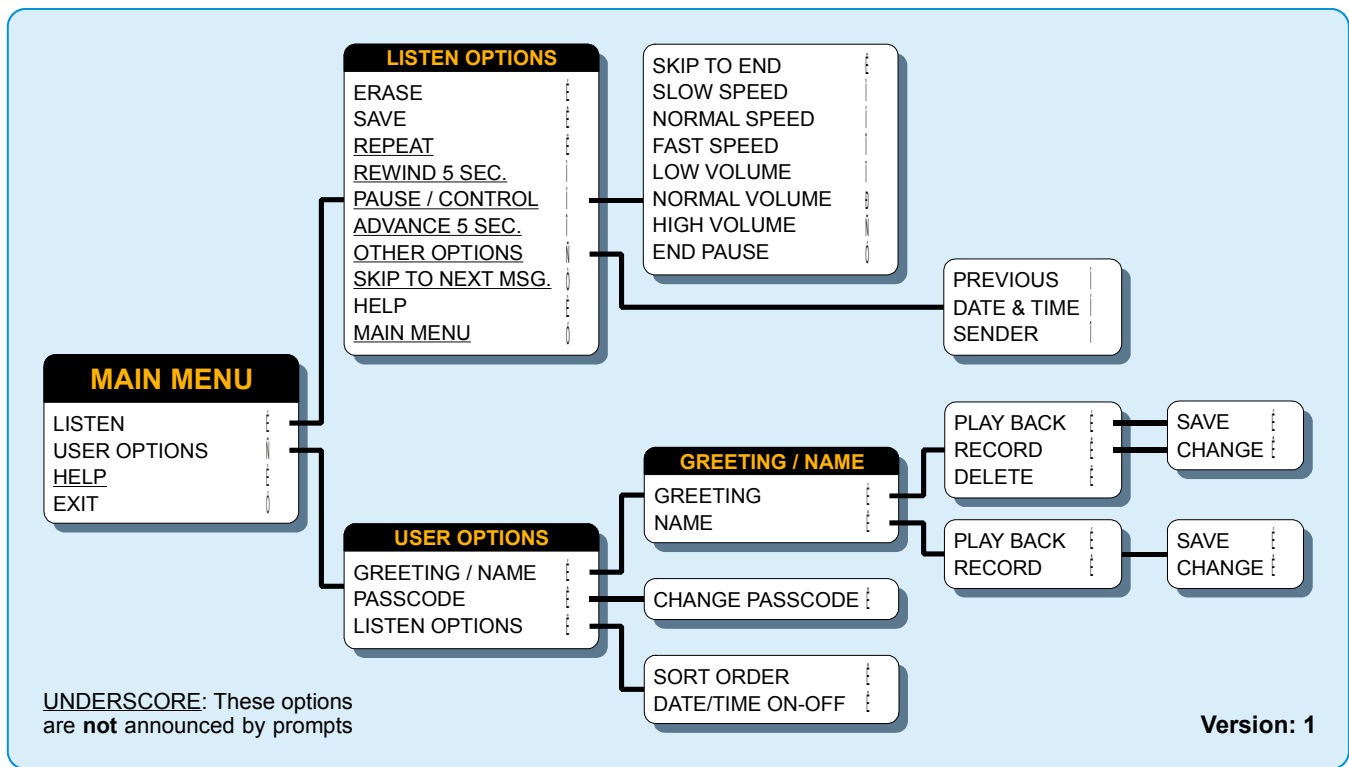 LISTEN OPTIONS
ERASE
SAVE
REPEAT
REWIND 5 SEC.
PAUSE / CONTROL
ADVANCE 5 SEC.
OTHER OPTIONS
SKIP TO NEXT MSG.
HELP
MAIN MENU
SKIP TO END
SLOW SPEED
NORMAL SPEED
FAST SPEED
LOW VOLUME
NORMAL VOLUME
HIGH VOLUME
END PAUSE
PREVIOUS
DATE & TIME
SENDER
MAIN MENU
LISTEN
USER OPTIONS
HELP
EXIT
USER OPTIONS
GREETING / NAME
PASSCODE
LISTEN OPTIONS
GREETING / NAME
GREETING
NAME
PLAY BACK
RECORD
DELETE
SAVE
CHANGE
PLAY BACK
RECORD
SAVE
CHANGE
CHANGE PASSCODE
SORT ORDER
DATE/TIME ON-OFF
UNDERSCORE: These options
are not announced by prompts
Version: 1